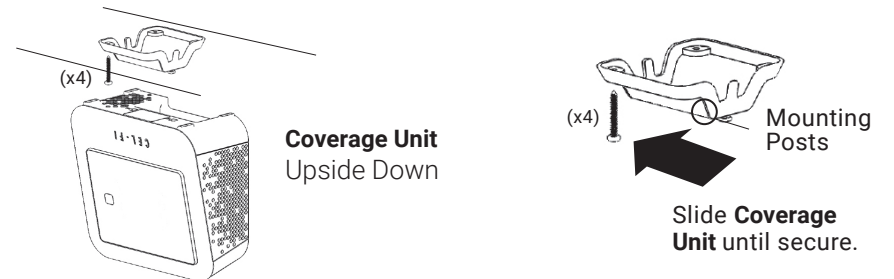 (x4)
CEL-FI
Coverage Unit
Upside Down
(x4)
Mounting
Posts
Slide Coverage
Unit until secure.